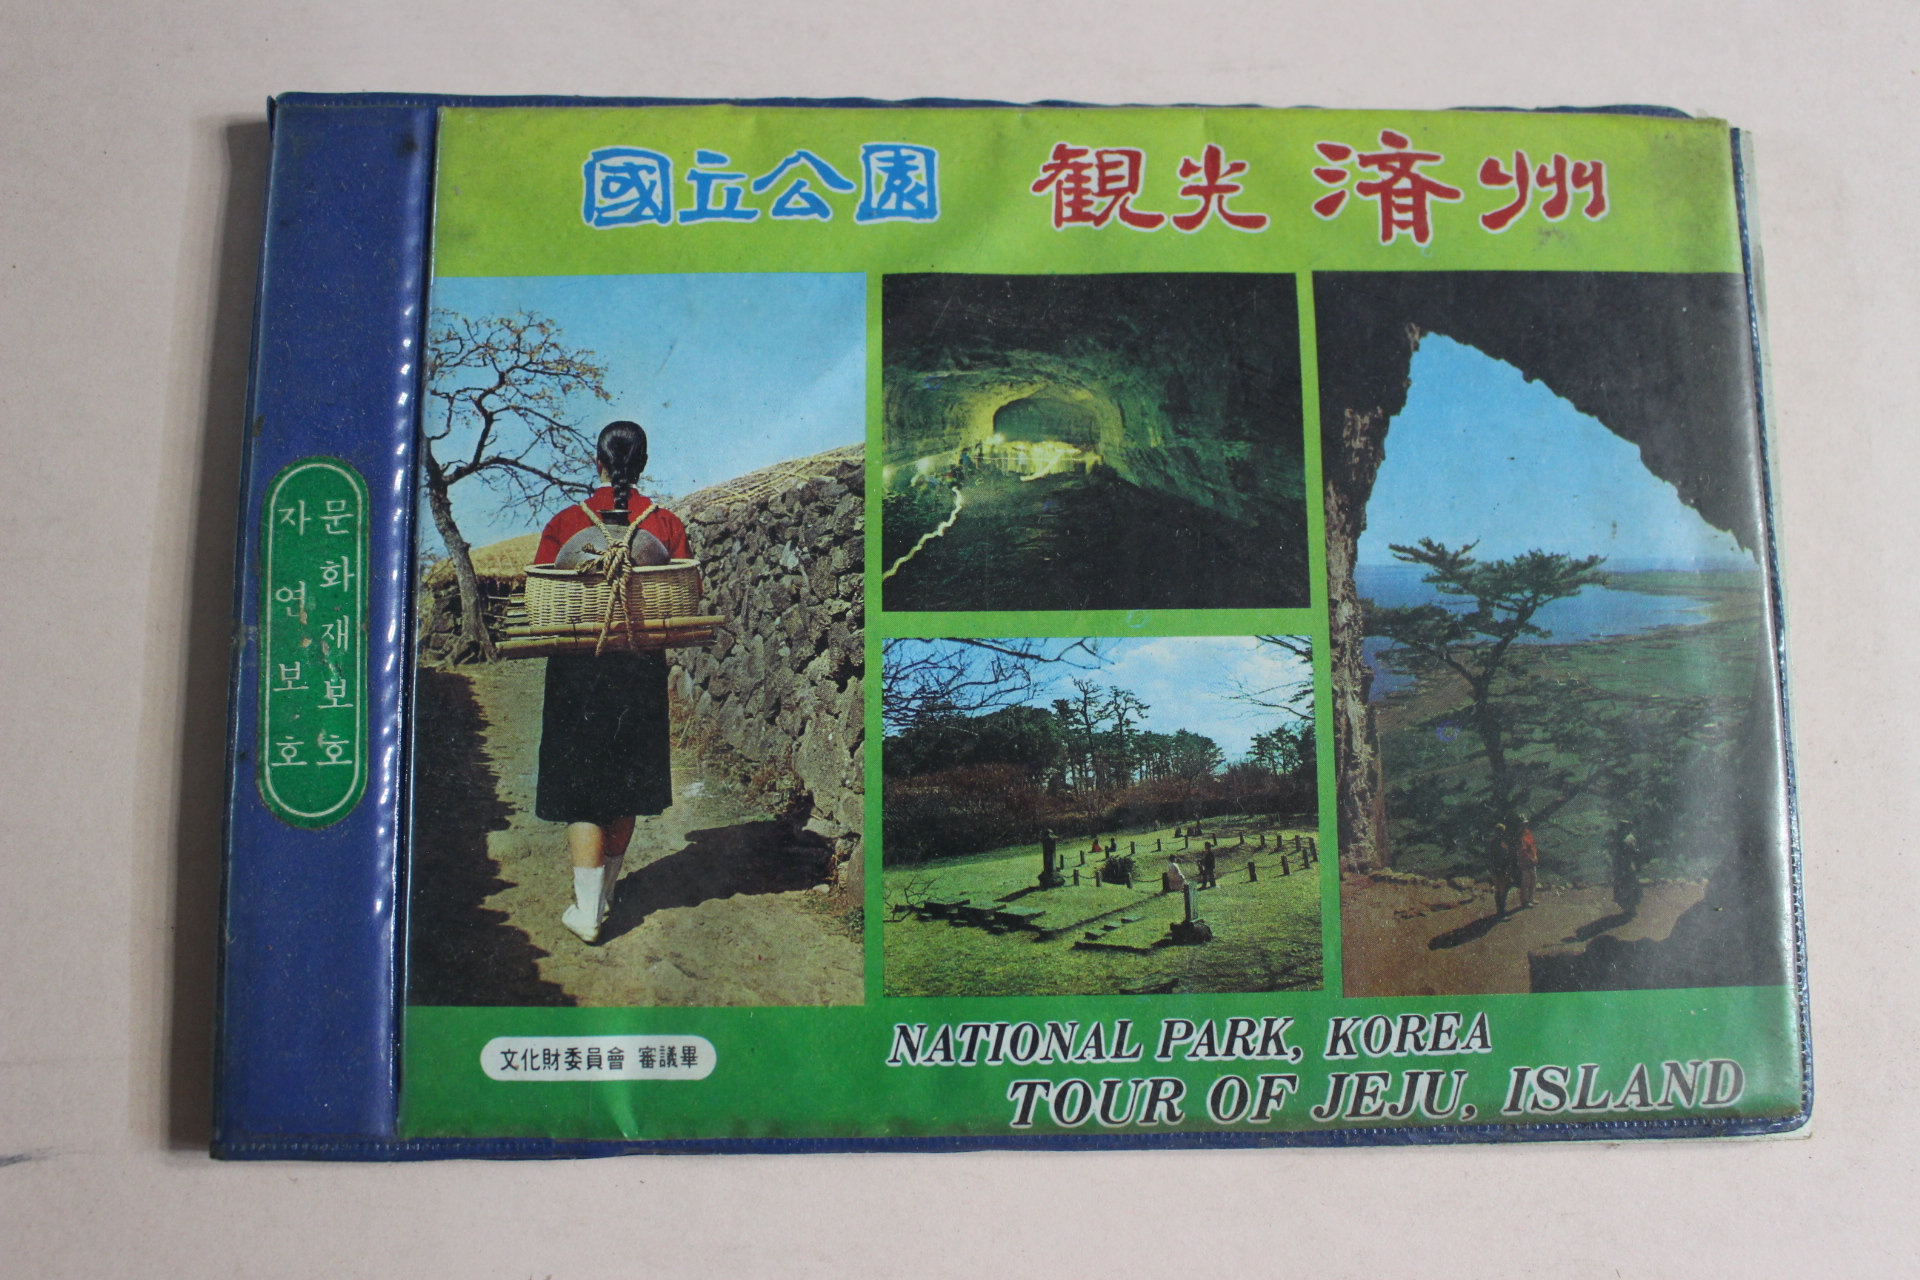 國立公園 観光 済州
문화재보호
자연보호
文化財委員會 審議畢
NATIONAL PARK, KOREA
TOUR OF JEJU, ISLAND